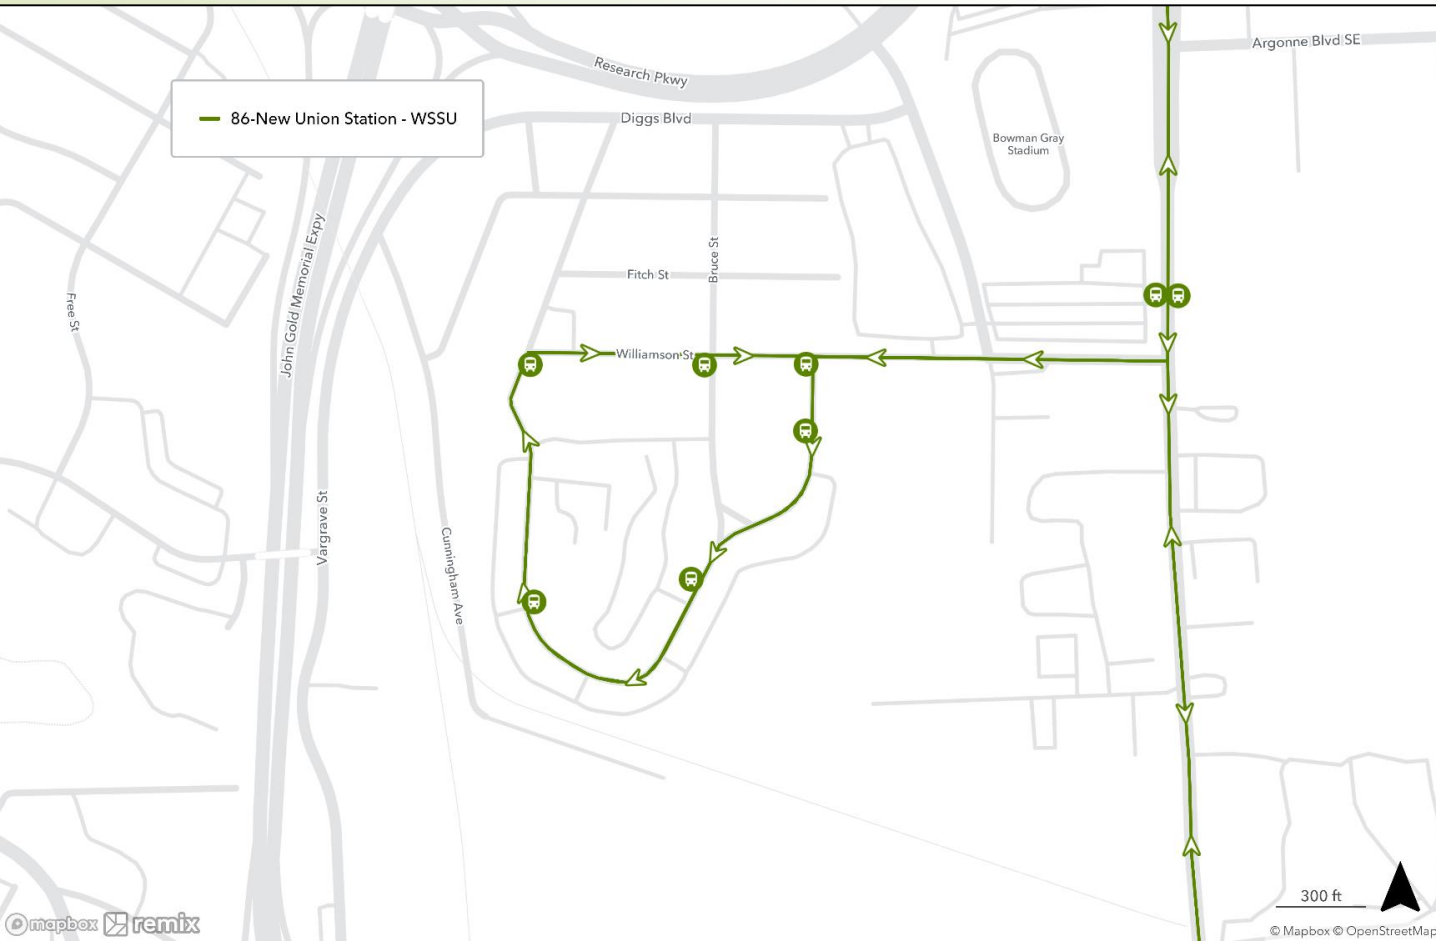 Argonne Blvd SE
Research Pkwy
86-New Union Station - WSSU
Diggs Blvd
Bowman Gray
Stadium
John Gold Memorial Expy
Bruce St
Fitch St
Free St
Williamson St
Vargrave St
Cunningham Ave
300 ft
mapbox remix
© Mapbox © OpenStreetMap